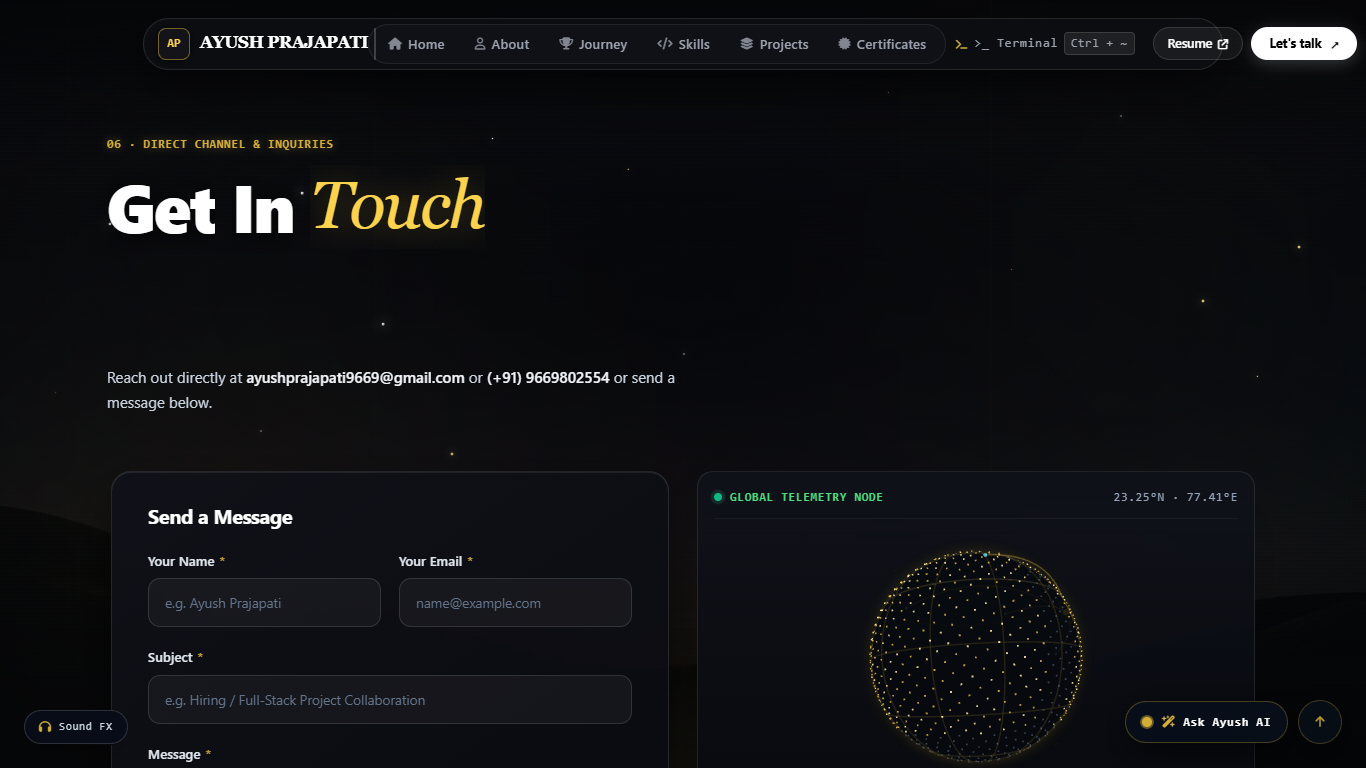 AP AYUSH PRAJAPATI Home About Journey Skills Projects Certificates >_ Terminal Ctrl + ~ Resume Let's talk ↗
06 · DIRECT CHANNEL & INQUIRIES
Get In Touch
Reach out directly at ayushprajapati9669@gmail.com or (+91) 9669802554 or send a
message below.
Send a Message
Your Name *
Your Email *
e.g. Ayush Prajapati
name@example.com
Subject *
e.g. Hiring / Full-Stack Project Collaboration
Message *
GLOBAL TELEMETRY NODE 23.25°N · 77.41°E
Sound FX
Ask Ayush AI